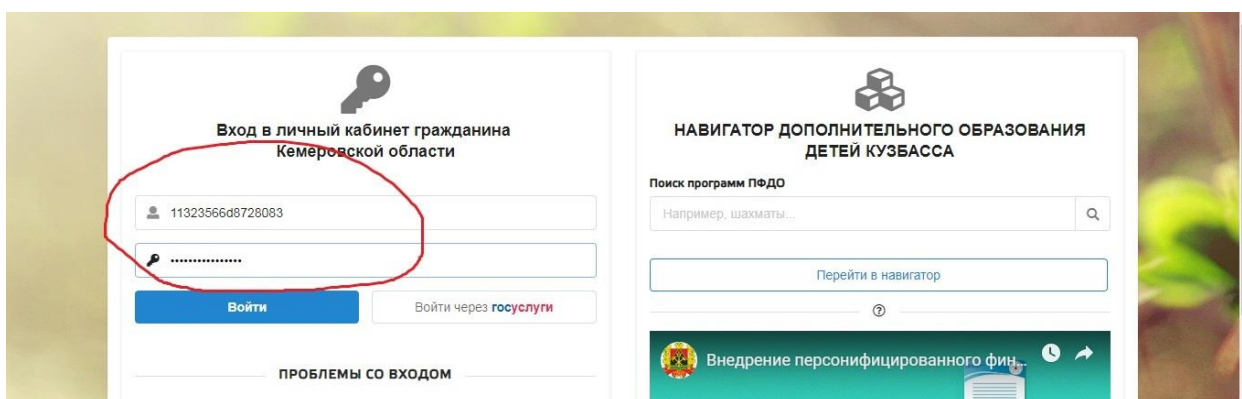 Вход в личный кабинет гражданина
Кемеровской области
11323566d8728083
Войти
Войти через госуслуги
ПРОБЛЕМЫ СО ВХОДОМ
НАВИГАТОР ДОПОЛНИТЕЛЬНОГО ОБРАЗОВАНИЯ
ДЕТЕЙ КУЗБАССА
Поиск программ ПФДО
Например, шахматы...
Перейти в навигатор
Внедрение персонифицированного фин...